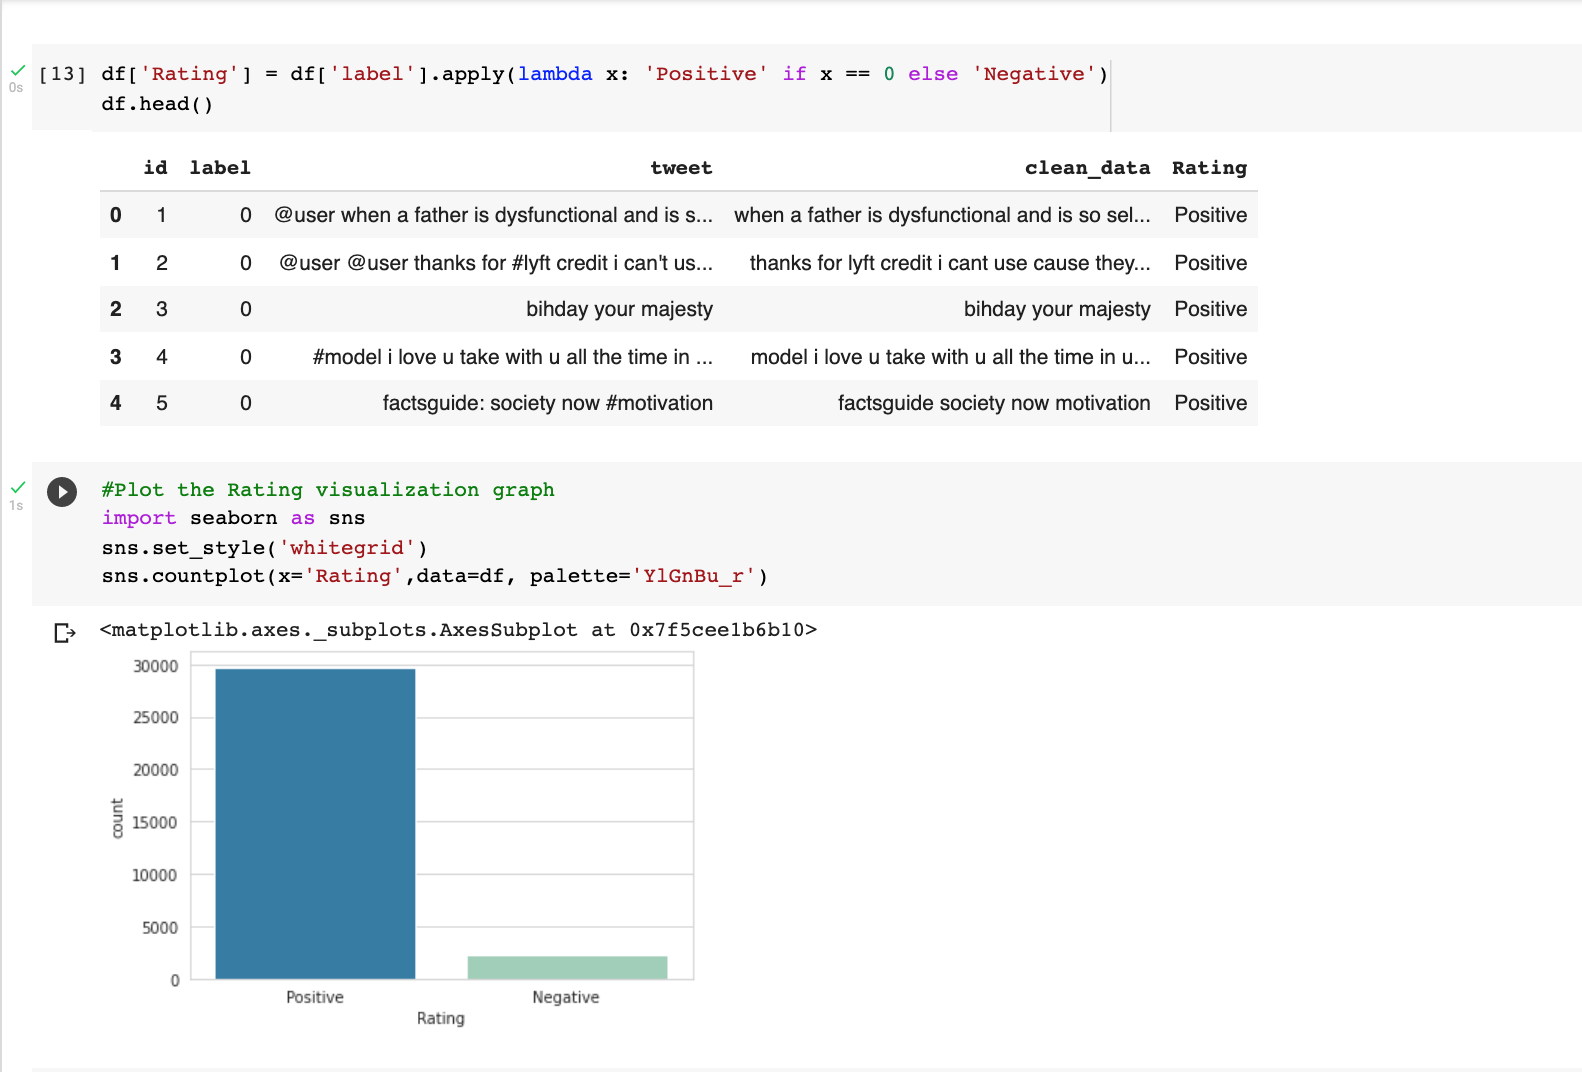 [13] df['Rating'] = df['label'].apply(lambda x: 'Positive' if x == 0 else 'Negative')
0s
df.head()
id label tweet clean_data Rating
0 1 0 @user when a father is dysfunctional and is s... when a father is dysfunctional and is so sel... Positive
1 2 0 @user @user thanks for #lyft credit i can't us... thanks for lyft credit i cant use cause they... Positive
2 3 0 bihday your majesty bihday your majesty Positive
3 4 0 #model i love u take with u all the time in ... model i love u take with u all the time in u... Positive
4 5 0 factsguide: society now #motivation factsguide society now motivation Positive
#Plot the Rating visualization graph
1s
import seaborn as sns
sns.set_style('whitegrid')
sns.countplot(x='Rating',data=df, palette='YlGnBu_r')
<matplotlib.axes._subplots.AxesSubplot at 0x7f5cee1b6b10>
30000
25000
20000
15000
10000
5000
0
count
Positive Negative
Rating